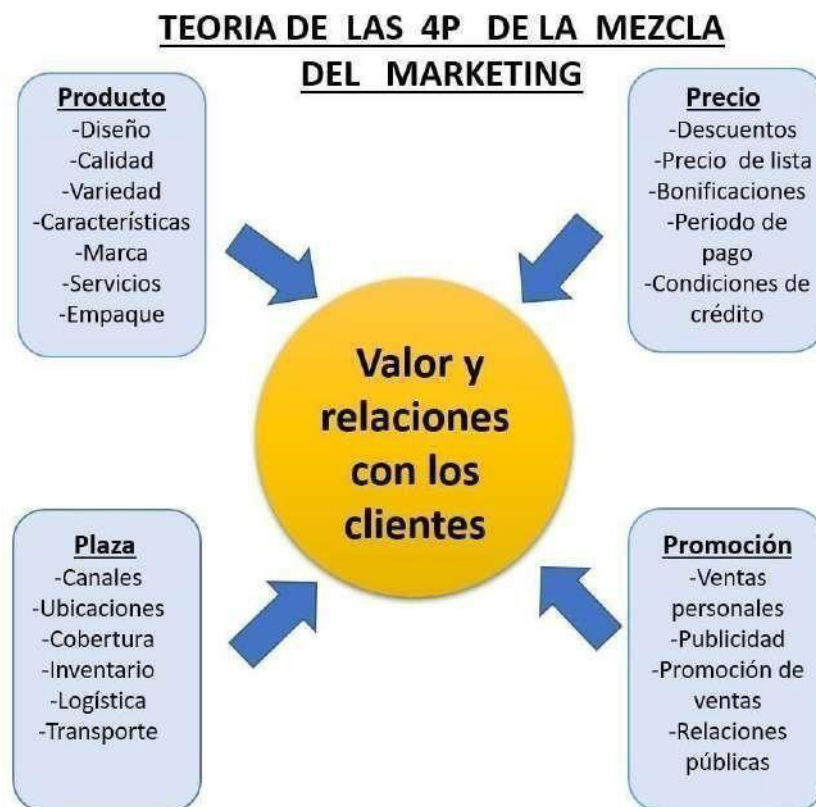 TEORIA DE LAS 4P DE LA MEZCLA
DEL MARKETING
Producto
-Diseño
-Calidad
-Variedad
-Característícas
-Marca
-Servicios
-Empaque
Precio
-Descuentos
-Precio de lista
-Bonificaciones
-Periodo de
pago
-Condiciones de
crédito
Valor y
relaciones
con los
clientes
Plaza
-Canales
-Ubicaciones
-Cobertura
-Inventario
-Logística
-Transporte
Promoción
-Ventas
personales
-Publicidad
-Promoción de
ventas
-Relaciones
públicas